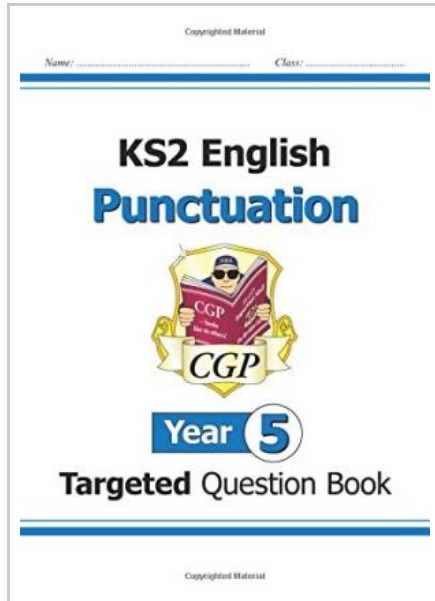 Copyrighted Material
Name: ............................................................ Class: ...................................
KS2 English
Punctuation
CGP
CGP
Year 5
Targeted Question Book
Copyrighted Material